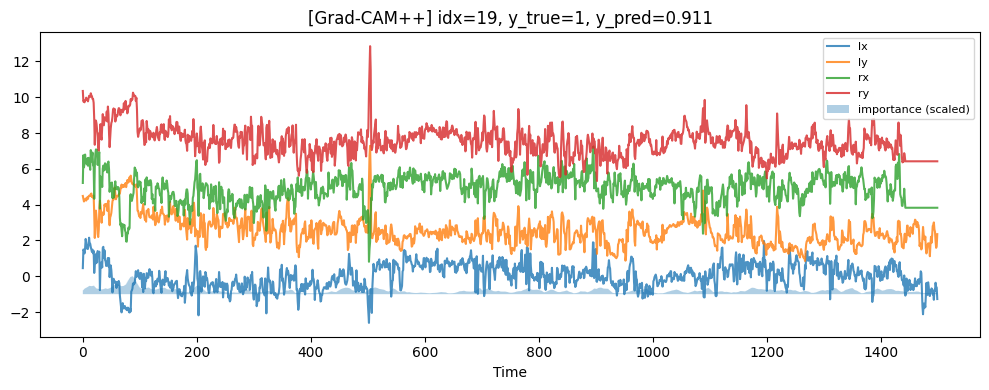 [Grad-CAM++] idx=19, y_true=1, y_pred=0.911
lx
ly
rx
ry
importance (scaled)
12
10
8
6
4
2
0
−2
0
200
400
600
800
1000
1200
1400
Time